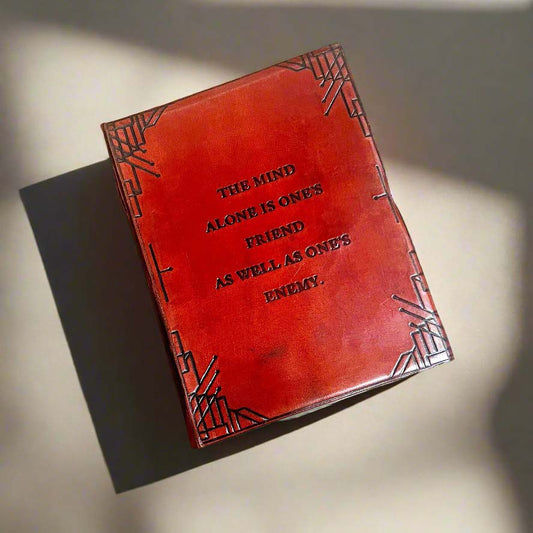 THE MIND
ALONE IS ONE'S
FRIEND
AS WELL AS ONE'S
ENEMY.